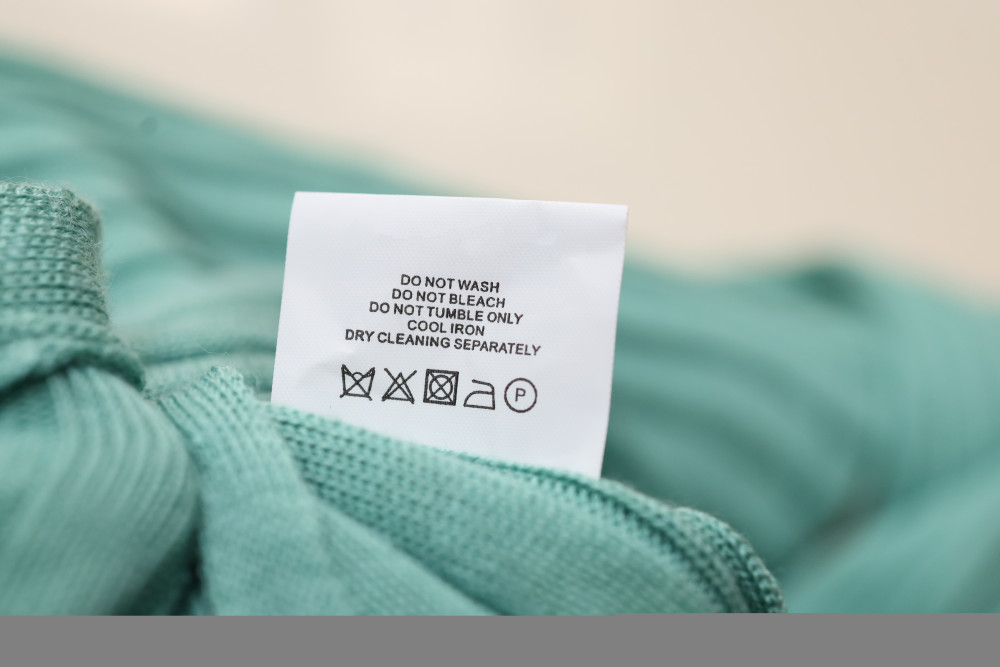 DO NOT WASH
DO NOT BLEACH
DO NOT TUMBLE ONLY
COOL IRON
DRY CLEANING SEPARATELY
P